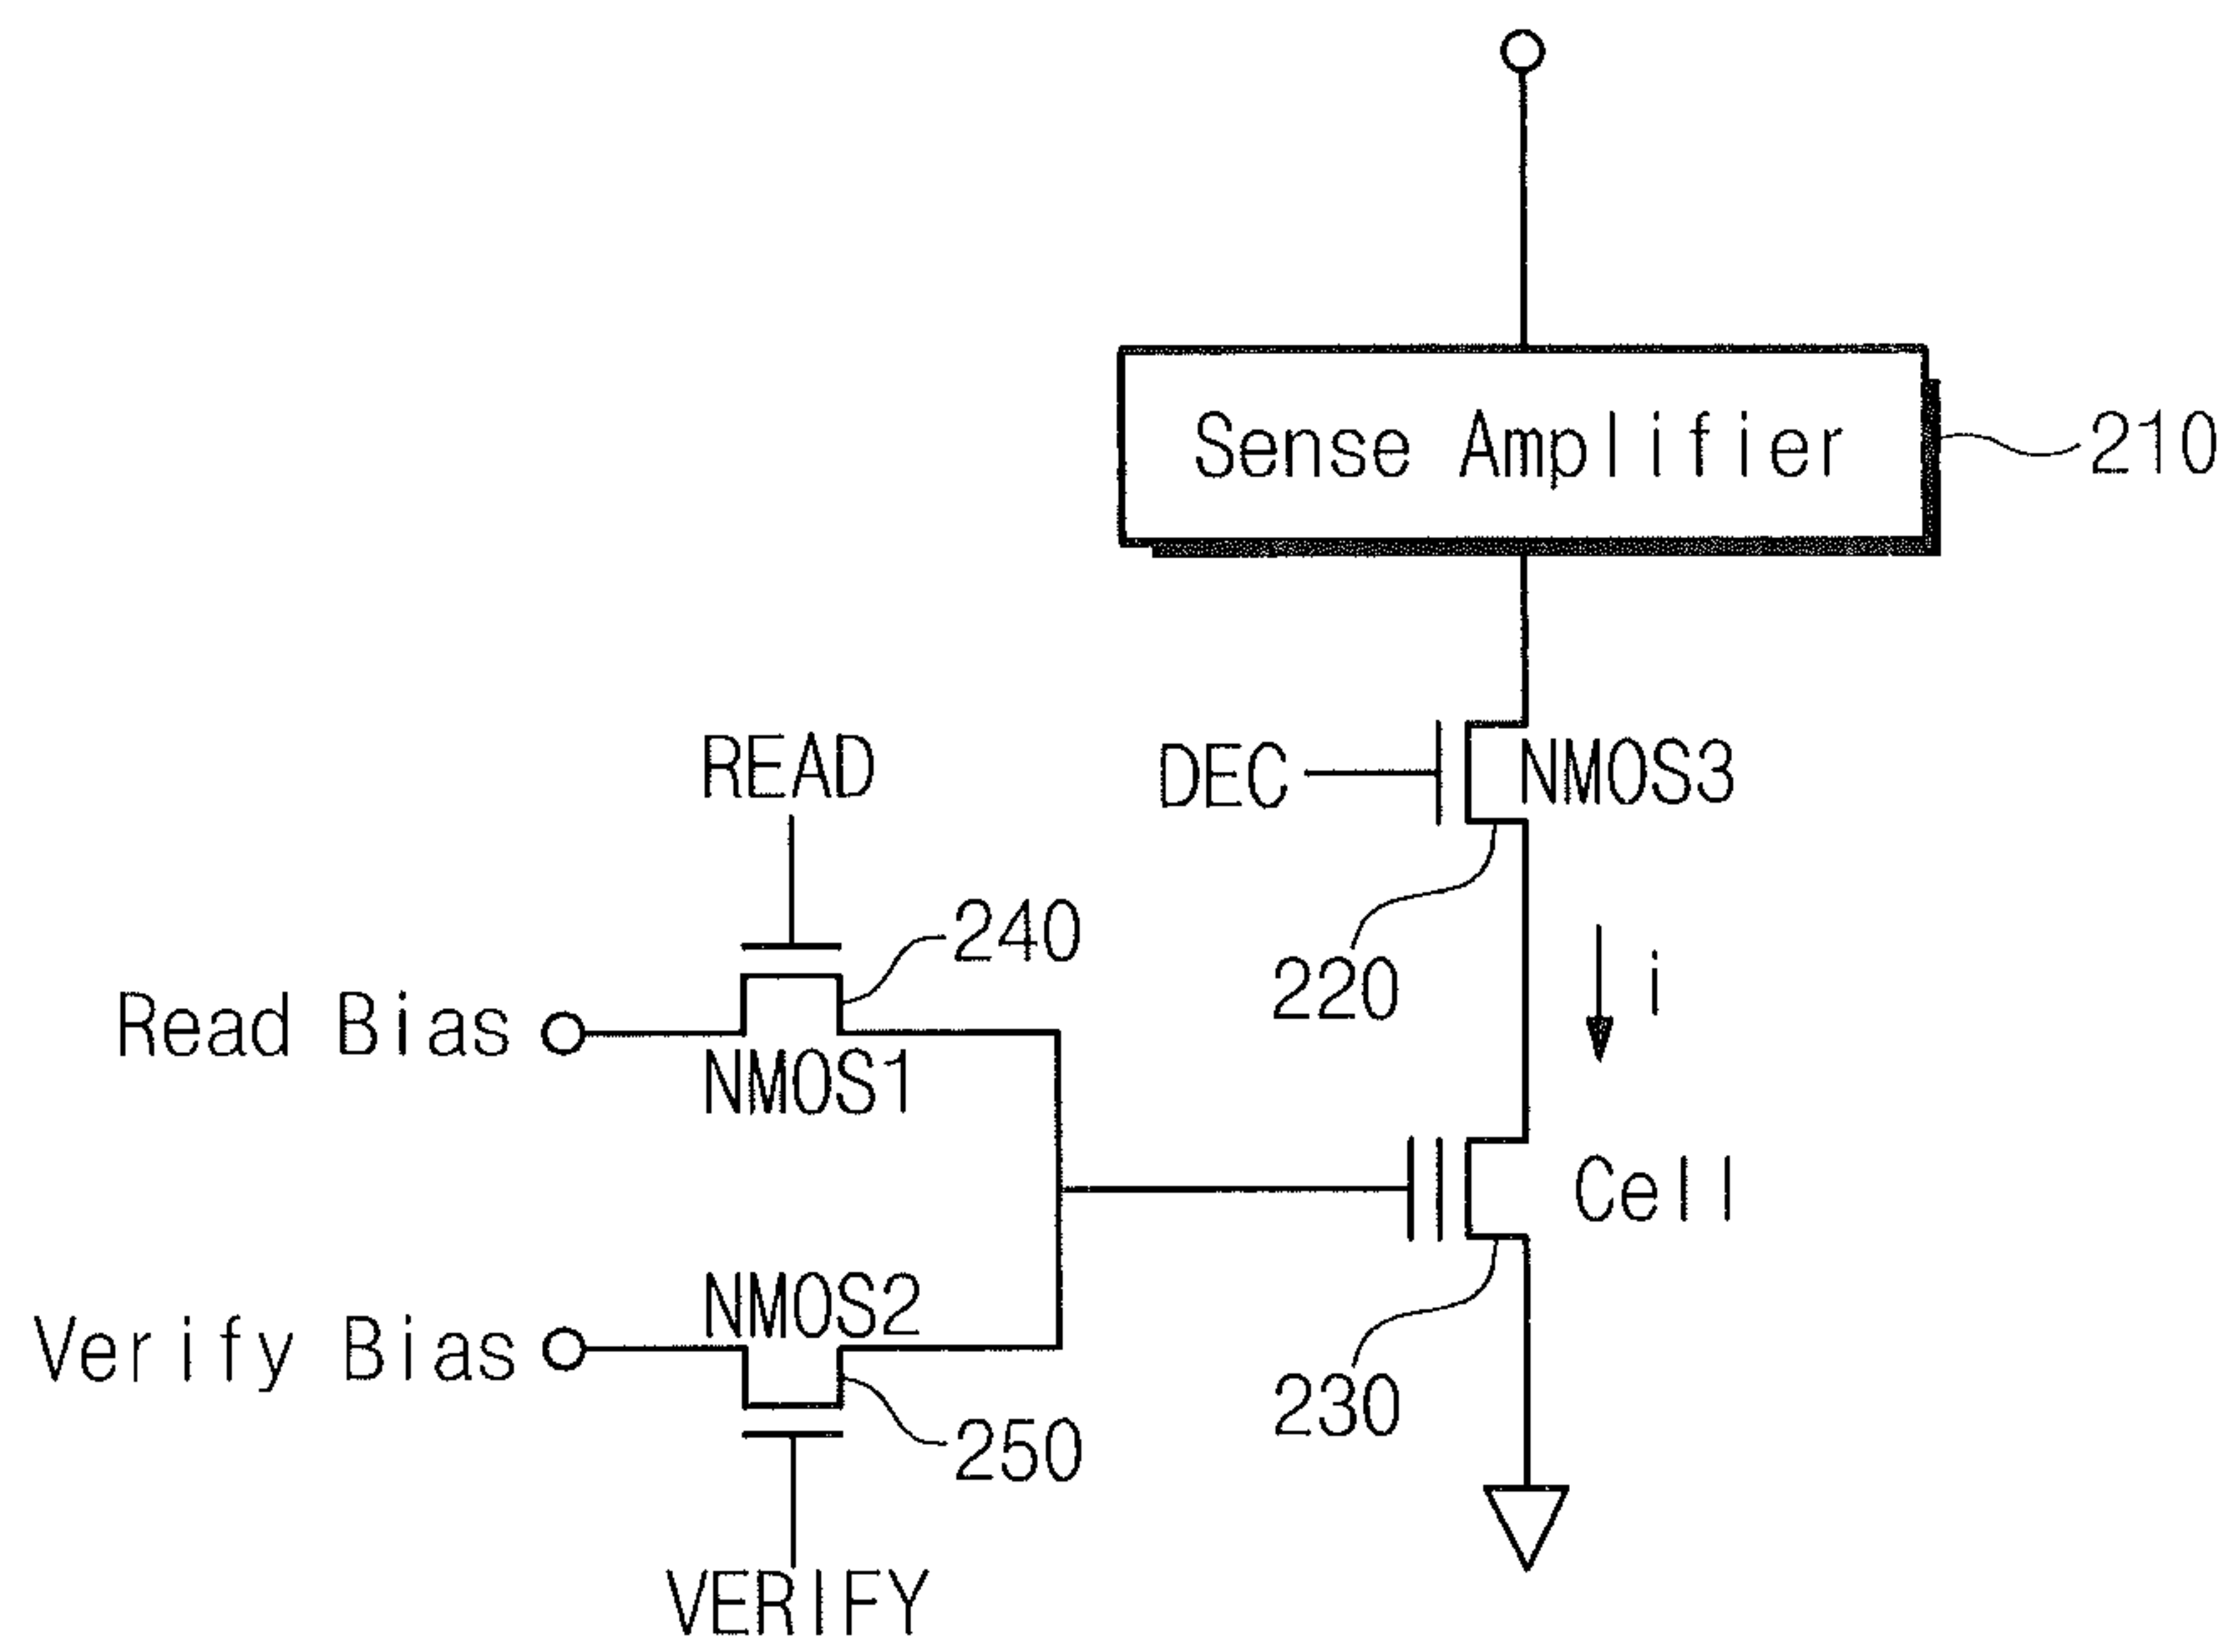 Sense Amplifier
210
READ
DEC
NMOS3
240
220
i
Read Bias
NMOS1
Cell
NMOS2
Verify Bias
230
250
VERIFY